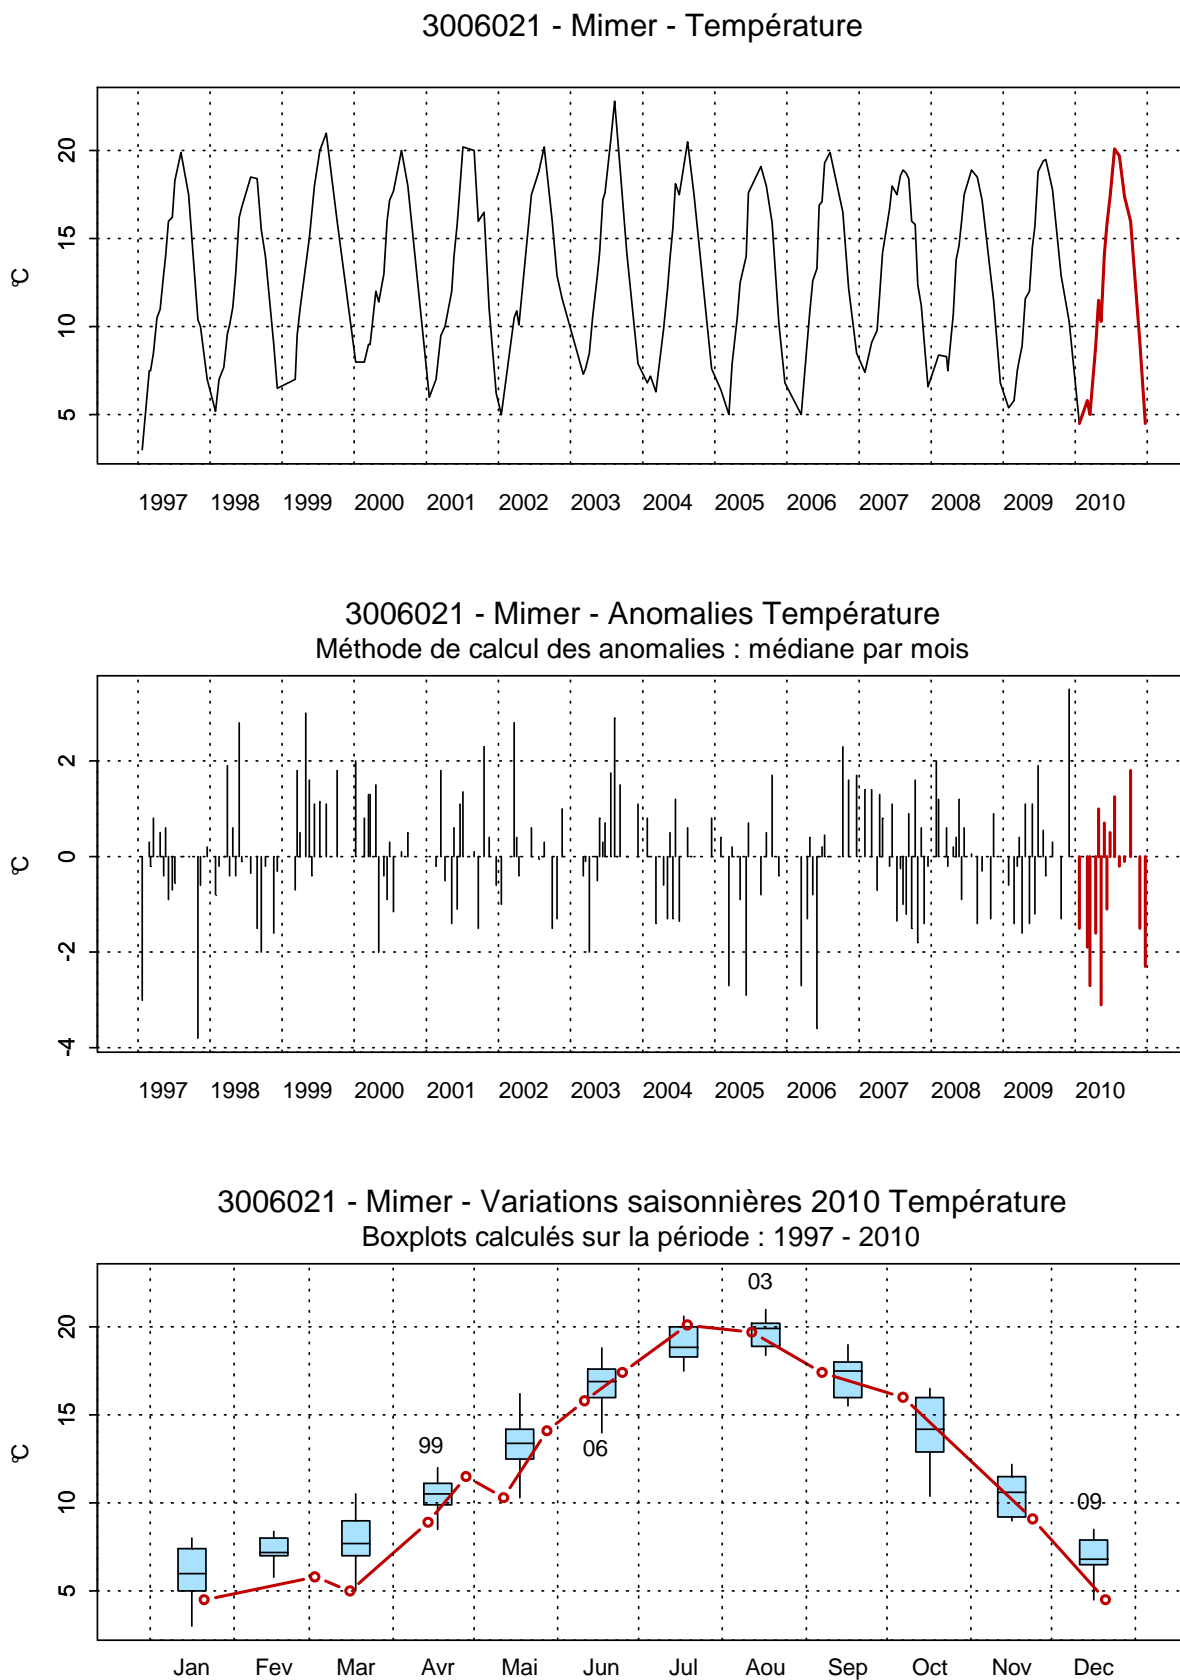 3006021 - Mimer - Température
°C
20
15
10
5
1997 1998 1999 2000 2001 2002 2003 2004 2005 2006 2007 2008 2009 2010
3006021 - Mimer - Anomalies Température
Méthode de calcul des anomalies : médiane par mois
°C
2
0
-2
-4
1997 1998 1999 2000 2001 2002 2003 2004 2005 2006 2007 2008 2009 2010
3006021 - Mimer - Variations saisonnières 2010 Température
Boxplots calculés sur la période : 1997 - 2010
°C
20
15
10
5
03
99
06
09
Jan Fev Mar Avr Mai Jun Jul Aou Sep Oct Nov Dec